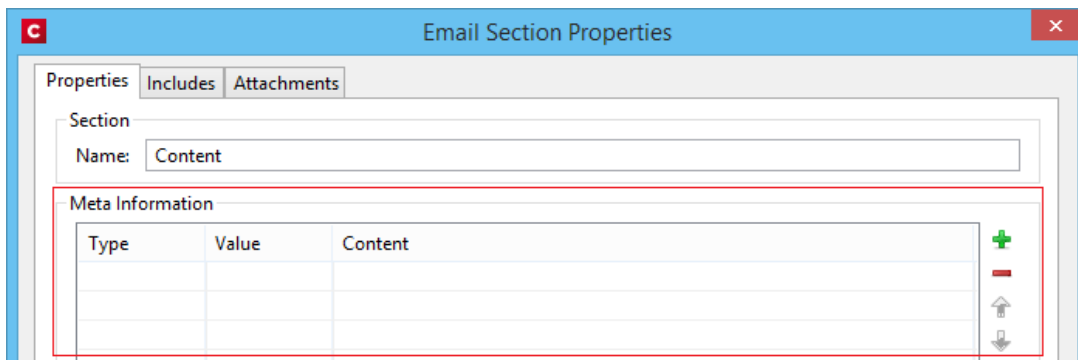 C
Email Section Properties
×
Properties Includes Attachments
Section
Name: Content
Meta Information
Type Value Content